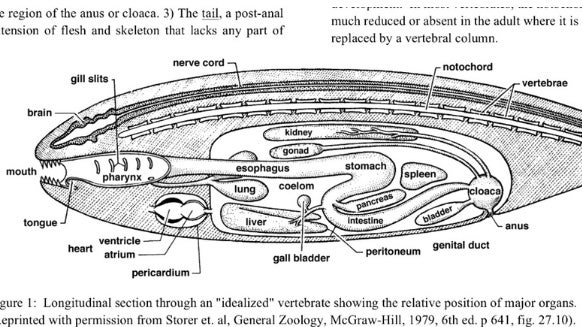 e region of the anus or cloaca. 3) The tail, a post-anal
tension of flesh and skeleton that lacks any part of
much reduced or absent in the adult where it is
replaced by a vertebral column.
nerve cord
notochord
gill slits
vertebrae
brain
kidney
gonad
mouth
esophagus
stomach
spleen
pharynx
lung
coelom
cloaca
pancreas
tongue
liver
intestine
bladder
anus
heart
ventricle
atrium
peritoneum
genital duct
gall bladder
pericardium
gure 1: Longitudinal section through an "idealized" vertebrate showing the relative position of major organs.
eprinted with permission from Storer et. al, General Zoology, McGraw-Hill, 1979, 6th ed. p 641, fig. 27.10).